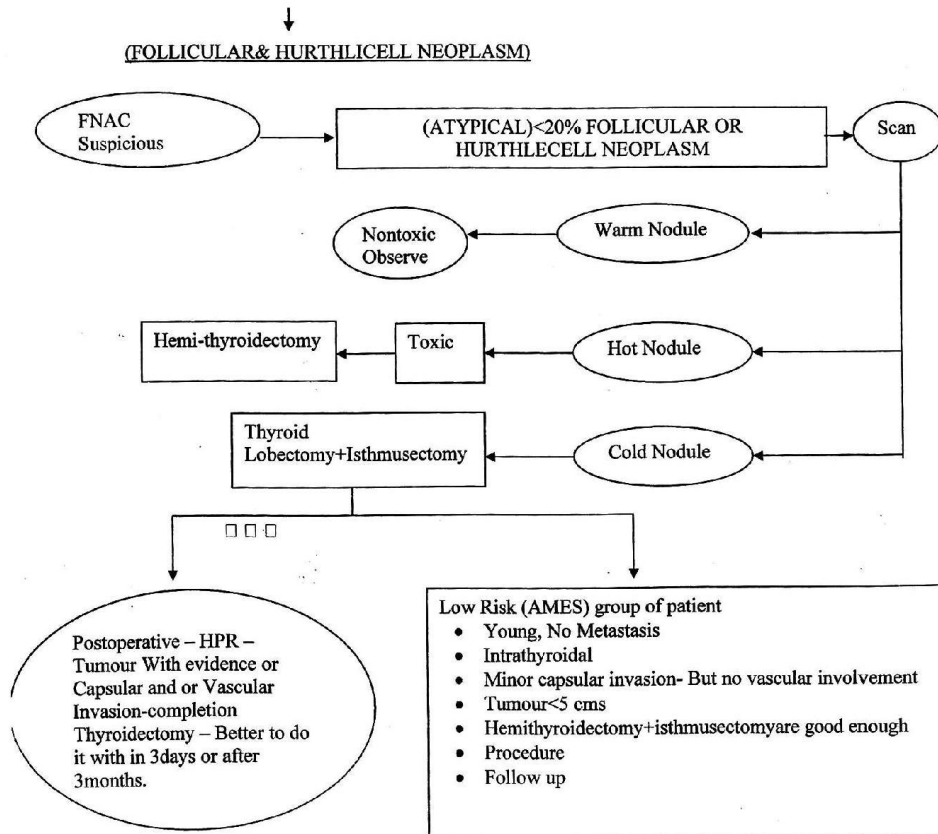 (FOLLICULAR& HURTHLICELL NEOPLASM)
FNAC
Suspicious
(ATYPICAL)<20% FOLLICULAR OR
HURTHLECELL NEOPLASM
Scan
Nontoxic
Observe
Warm Nodule
Hemi-thyroidectomy
Toxic
Hot Nodule
Thyroid
Lobectomy+Isthmusectomy
Cold Nodule
Postoperative – HPR –
Tumour With evidence or
Capsular and or Vascular
Invasion-completion
Thyroidectomy – Better to do
it with in 3days or after
3months.
Low Risk (AMES) group of patient
• Young, No Metastasis
• Intrathyroidal
• Minor capsular invasion- But no vascular involvement
• Tumour<5 cms
• Hemithyroidectomy+isthmusectomyare good enough
• Procedure
• Follow up